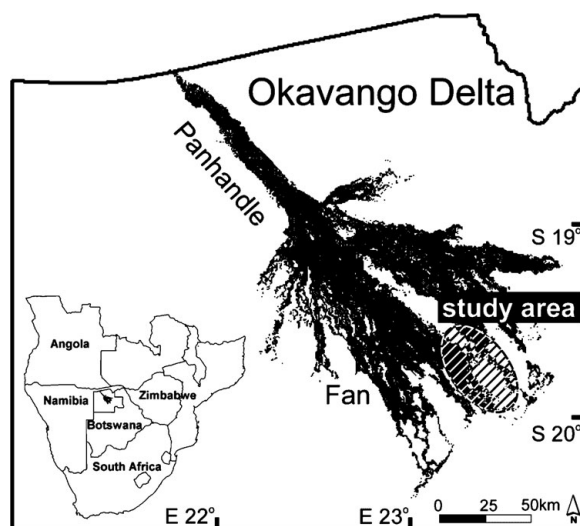 Okavango Delta
Panhandle
S 19°
study area
Fan
S 20°
Angola
Namibia
Zimbabwe
Botswana
South Africa
E 22°
E 23°
0 25 50km
N